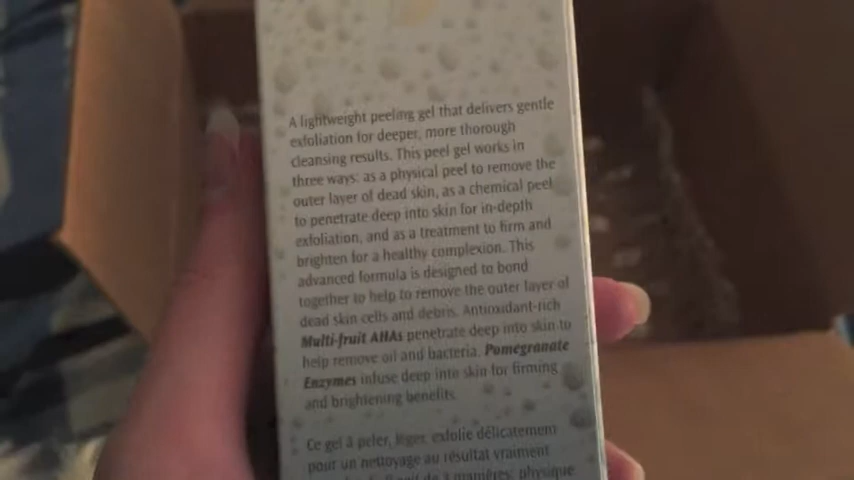 A lightweight peeling gel that delivers gentle
exfoliation for deeper, more thorough
cleansing results. This peel gel works in
three ways: as a physical peel to remove the
outer layer of dead skin, as a chemical peel
to penetrate deep into skin for in-depth
exfoliation, and as a treatment to firm and
brighten for a healthy complexion. This
advanced formula is designed to bond
together to help to remove the outer layer of
dead skin cells and debris. Antioxidant-rich
Multi-fruit AHAs penetrate deep into skin to
help remove oil and bacteria. Pomegranate
Enzymes infuse deep into skin for firming
and brightening benefits.
Ce gel à peler, léger, exfolie délicatement
pour un nettoyage au résultat vraiment
de 3 manières: physique